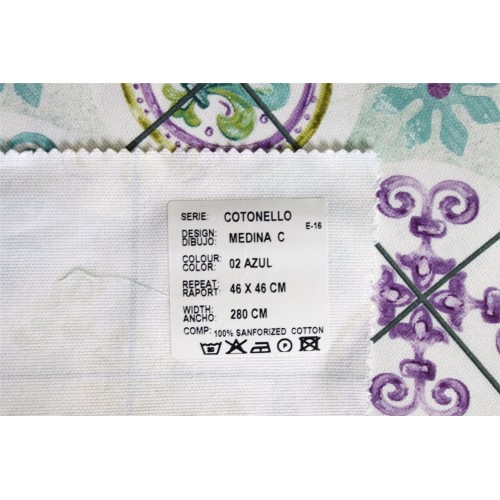 SERIE: COTONELLO
E-16
DESIGN:
DIBUJO: MEDINA C
COLOUR:
COLOR: 02 AZUL
REPEAT:
RAPORT: 46 X 46 CM
WIDTH:
ANCHO: 280 CM
COMP: 100% SANFORIZED COTTON